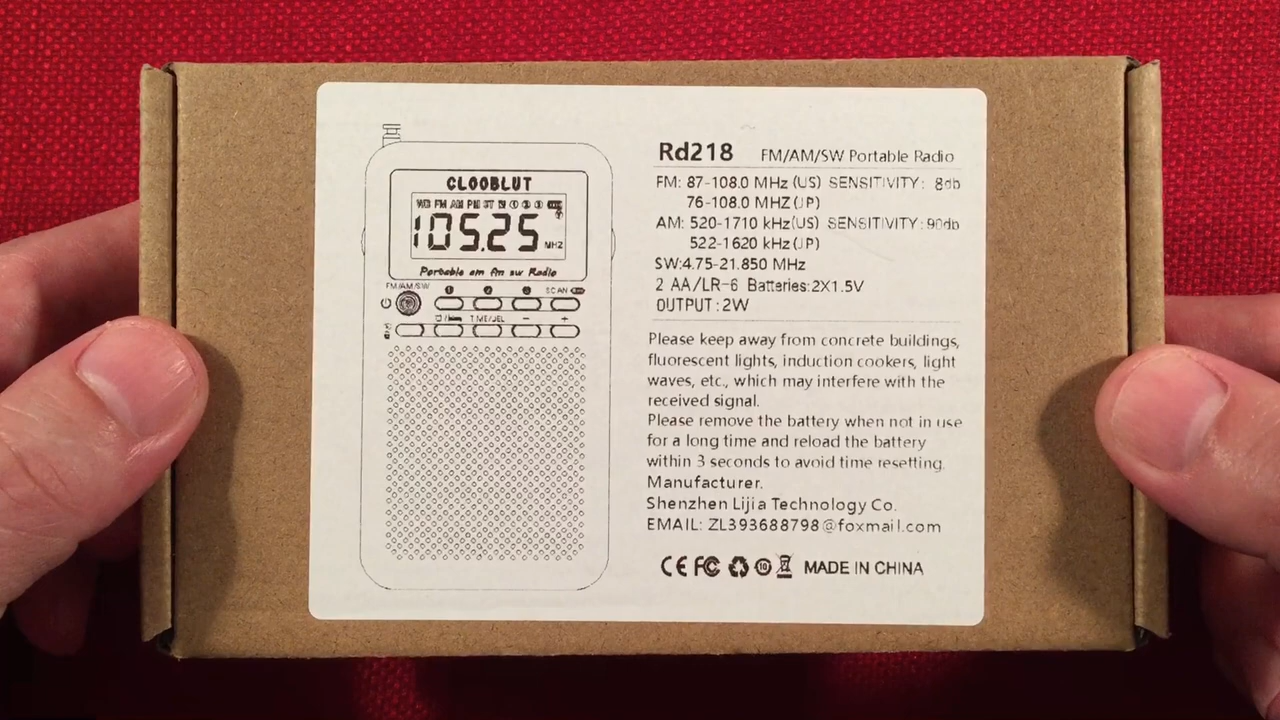 CLOOBLUT
105.25 MHZ
Portable am fm sw Radio
FM/AM/SW
SCAN
TIME/DEL
- +
Rd218 FM/AM/SW Portable Radio
FM: 87-108.0 MHz (US) SENSITIVITY: 8db
76-108.0 MHz (JP)
AM: 520-1710 kHz(US) SENSITIVITY: 90db
522-1620 kHz (JP)
SW:4.75-21.850 MHz
2 AA/LR-6 Batteries:2X1.5V
OUTPUT:2W
Please keep away from concrete buildings,
fluorescent lights, induction cookers, light
waves, etc., which may interfere with the
received signal.
Please remove the battery when not in use
for a long time and reload the battery
within 3 seconds to avoid time resetting.
Manufacturer.
Shenzhen Lijia Technology Co.
EMAIL: ZL393688798@foxmail.com
CE FC 10 MADE IN CHINA